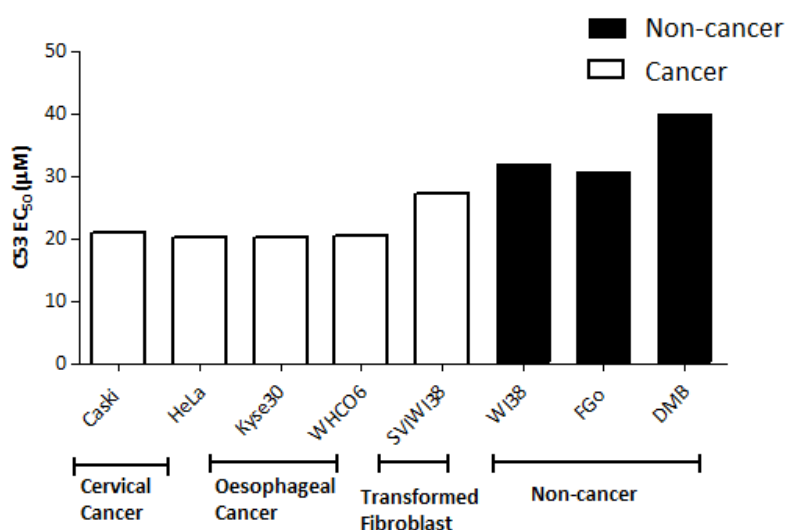 Non-cancer
Cancer
C53 EC50 (µM)
50
40
30
20
10
0
Caski
HeLa
Kyse30
WHCO6
SVIWI38
WI38
FGo
DMB
Cervical
Cancer
Oesophageal
Cancer
Transformed
Fibroblast
Non-cancer